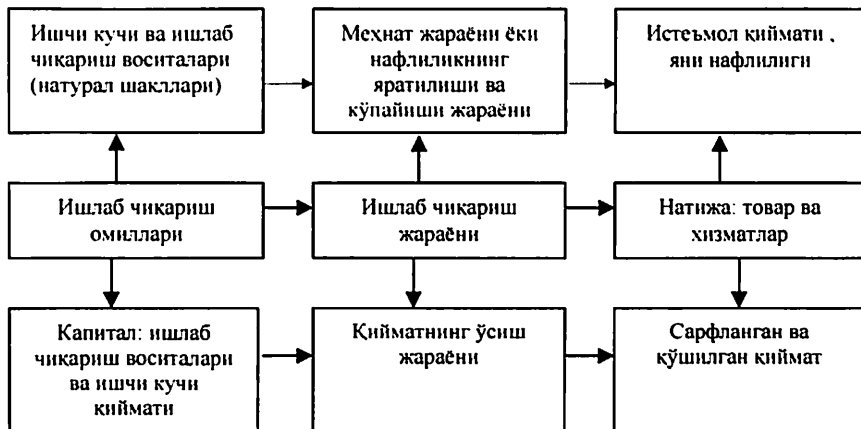 Ишчи кучи ва ишлаб
чиқариш воситалари
(натурал шакллари)
Меҳнат жараёни ёки
нафлиликнинг
яратилиши ва
кўпайиши жараёни
Истеъмол қиймати ,
яни нафлилиги
Ишлаб чиқариш
омиллари
Ишлаб чиқариш
жараёни
Натижа: товар ва
хизматлар
Капитал: ишлаб
чиқариш воситалари
ва ишчи кучи
қиймати
Қийматнинг ўсиш
жараёни
Сарфланган ва
қўшилган қиймат